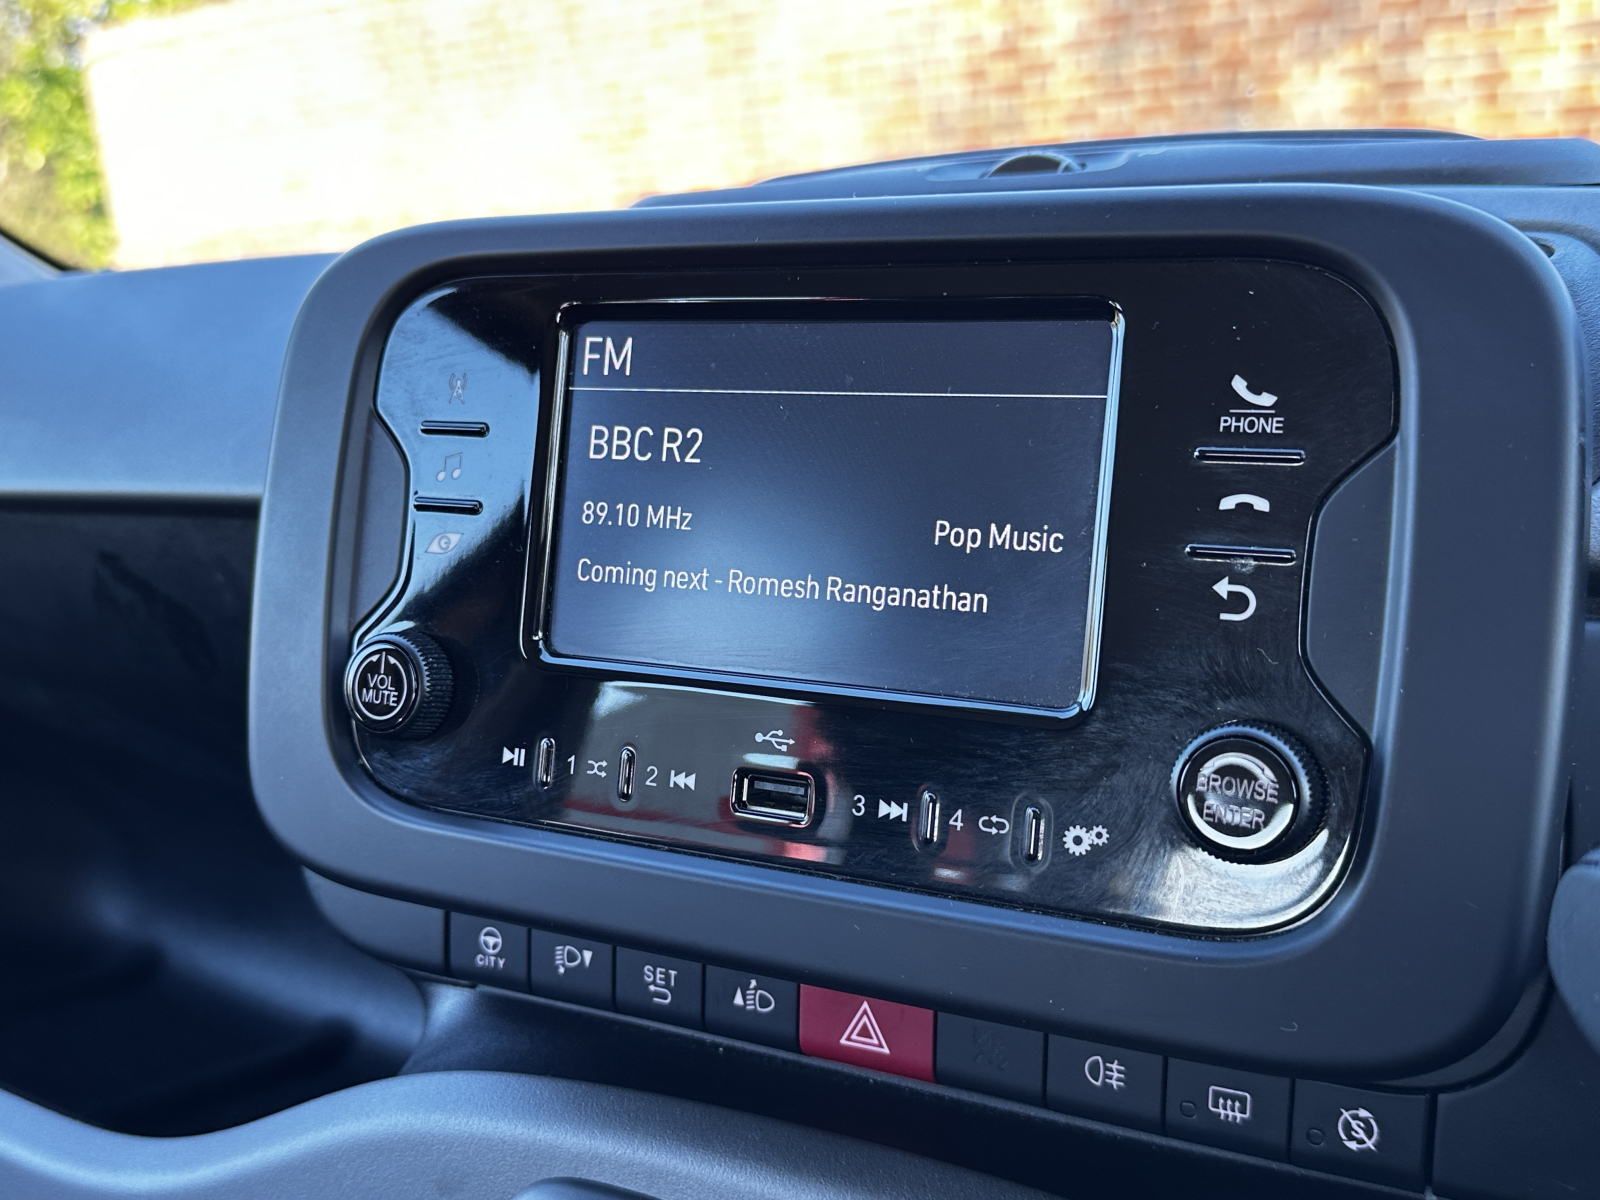 FM
BBC R2
89.10 MHz
Pop Music
Coming next - Romesh Ranganathan
PHONE
VOL
MUTE
1
2
3
4
BROWSE
ENTER
CITY
SET